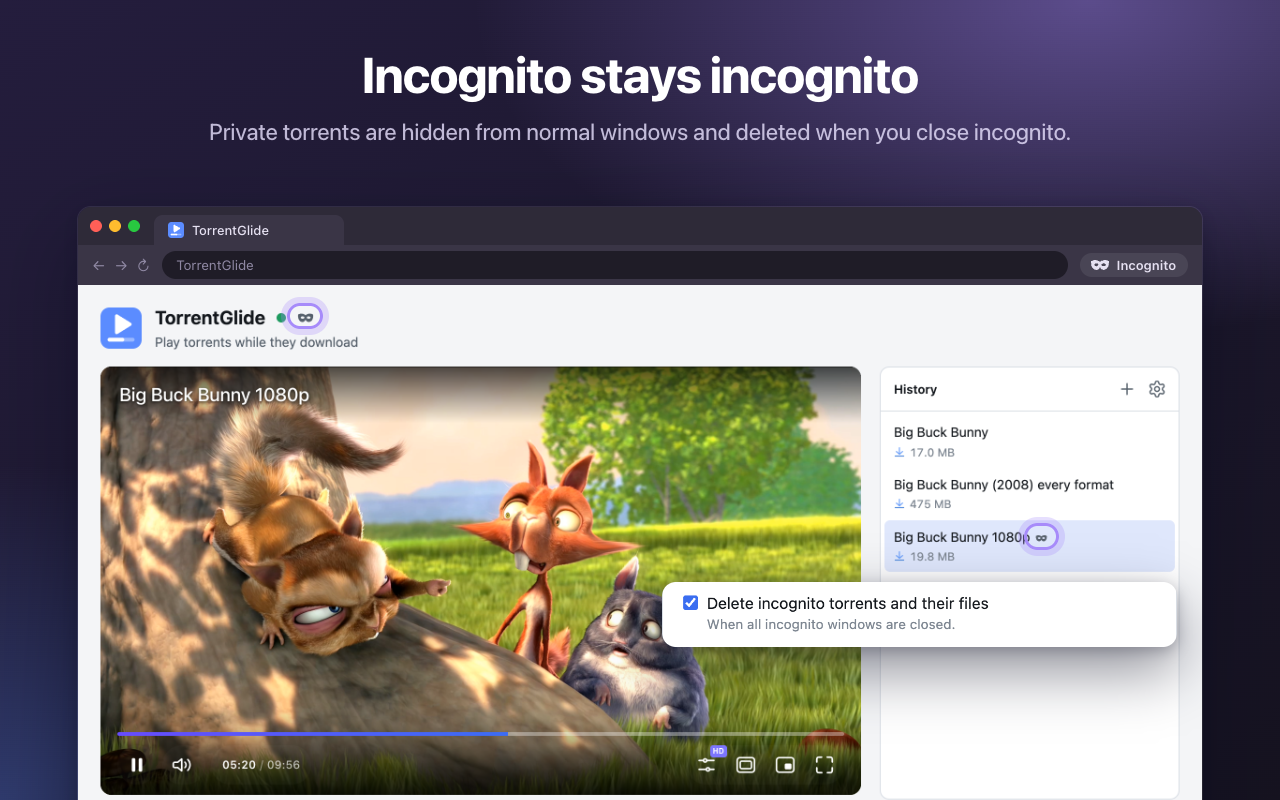 Incognito stays incognito
Private torrents are hidden from normal windows and deleted when you close incognito.
TorrentGlide
TorrentGlide
Incognito
TorrentGlide
Play torrents while they download
Big Buck Bunny 1080p
History
Big Buck Bunny
17.0 MB
Big Buck Bunny (2008) every format
475 MB
Big Buck Bunny 1080p
19.8 MB
Delete incognito torrents and their files
When all incognito windows are closed.
05:20 / 09:56
HD